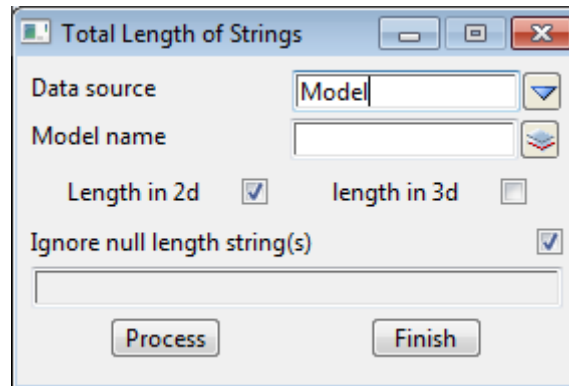 Total Length of Strings
Data source Model
Model name
Length in 2d length in 3d
Ignore null length string(s)
Process Finish